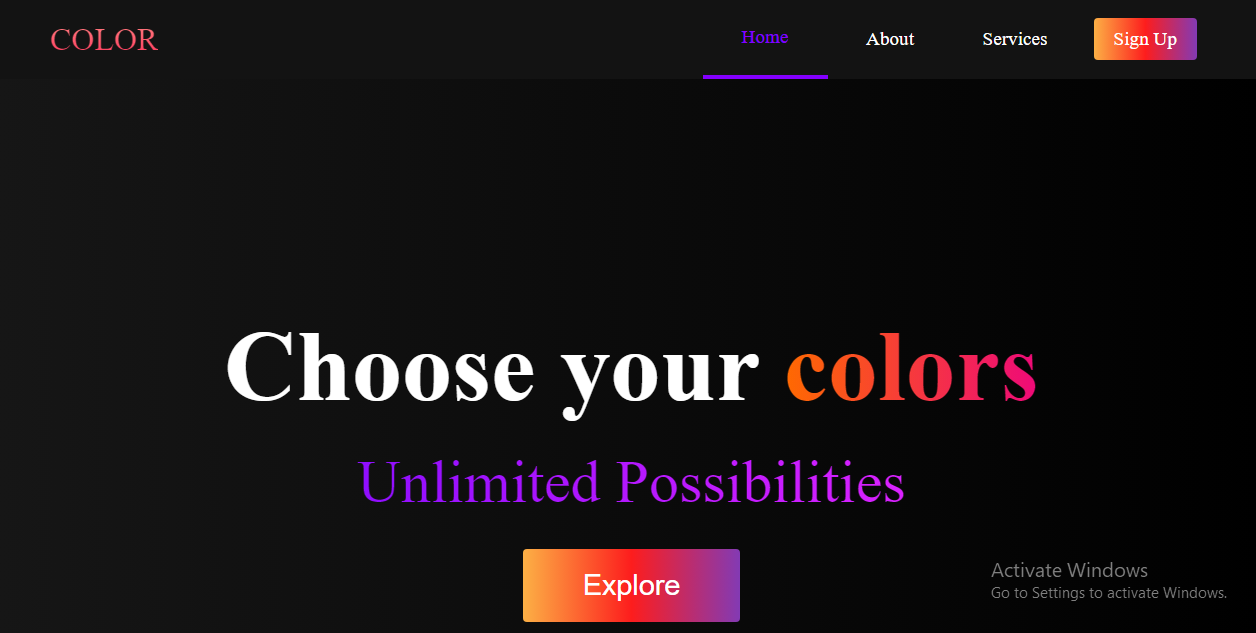 COLOR
Home
About
Services
Sign Up
Choose your colors
Unlimited Possibilities
Explore
Activate Windows
Go to Settings to activate Windows.